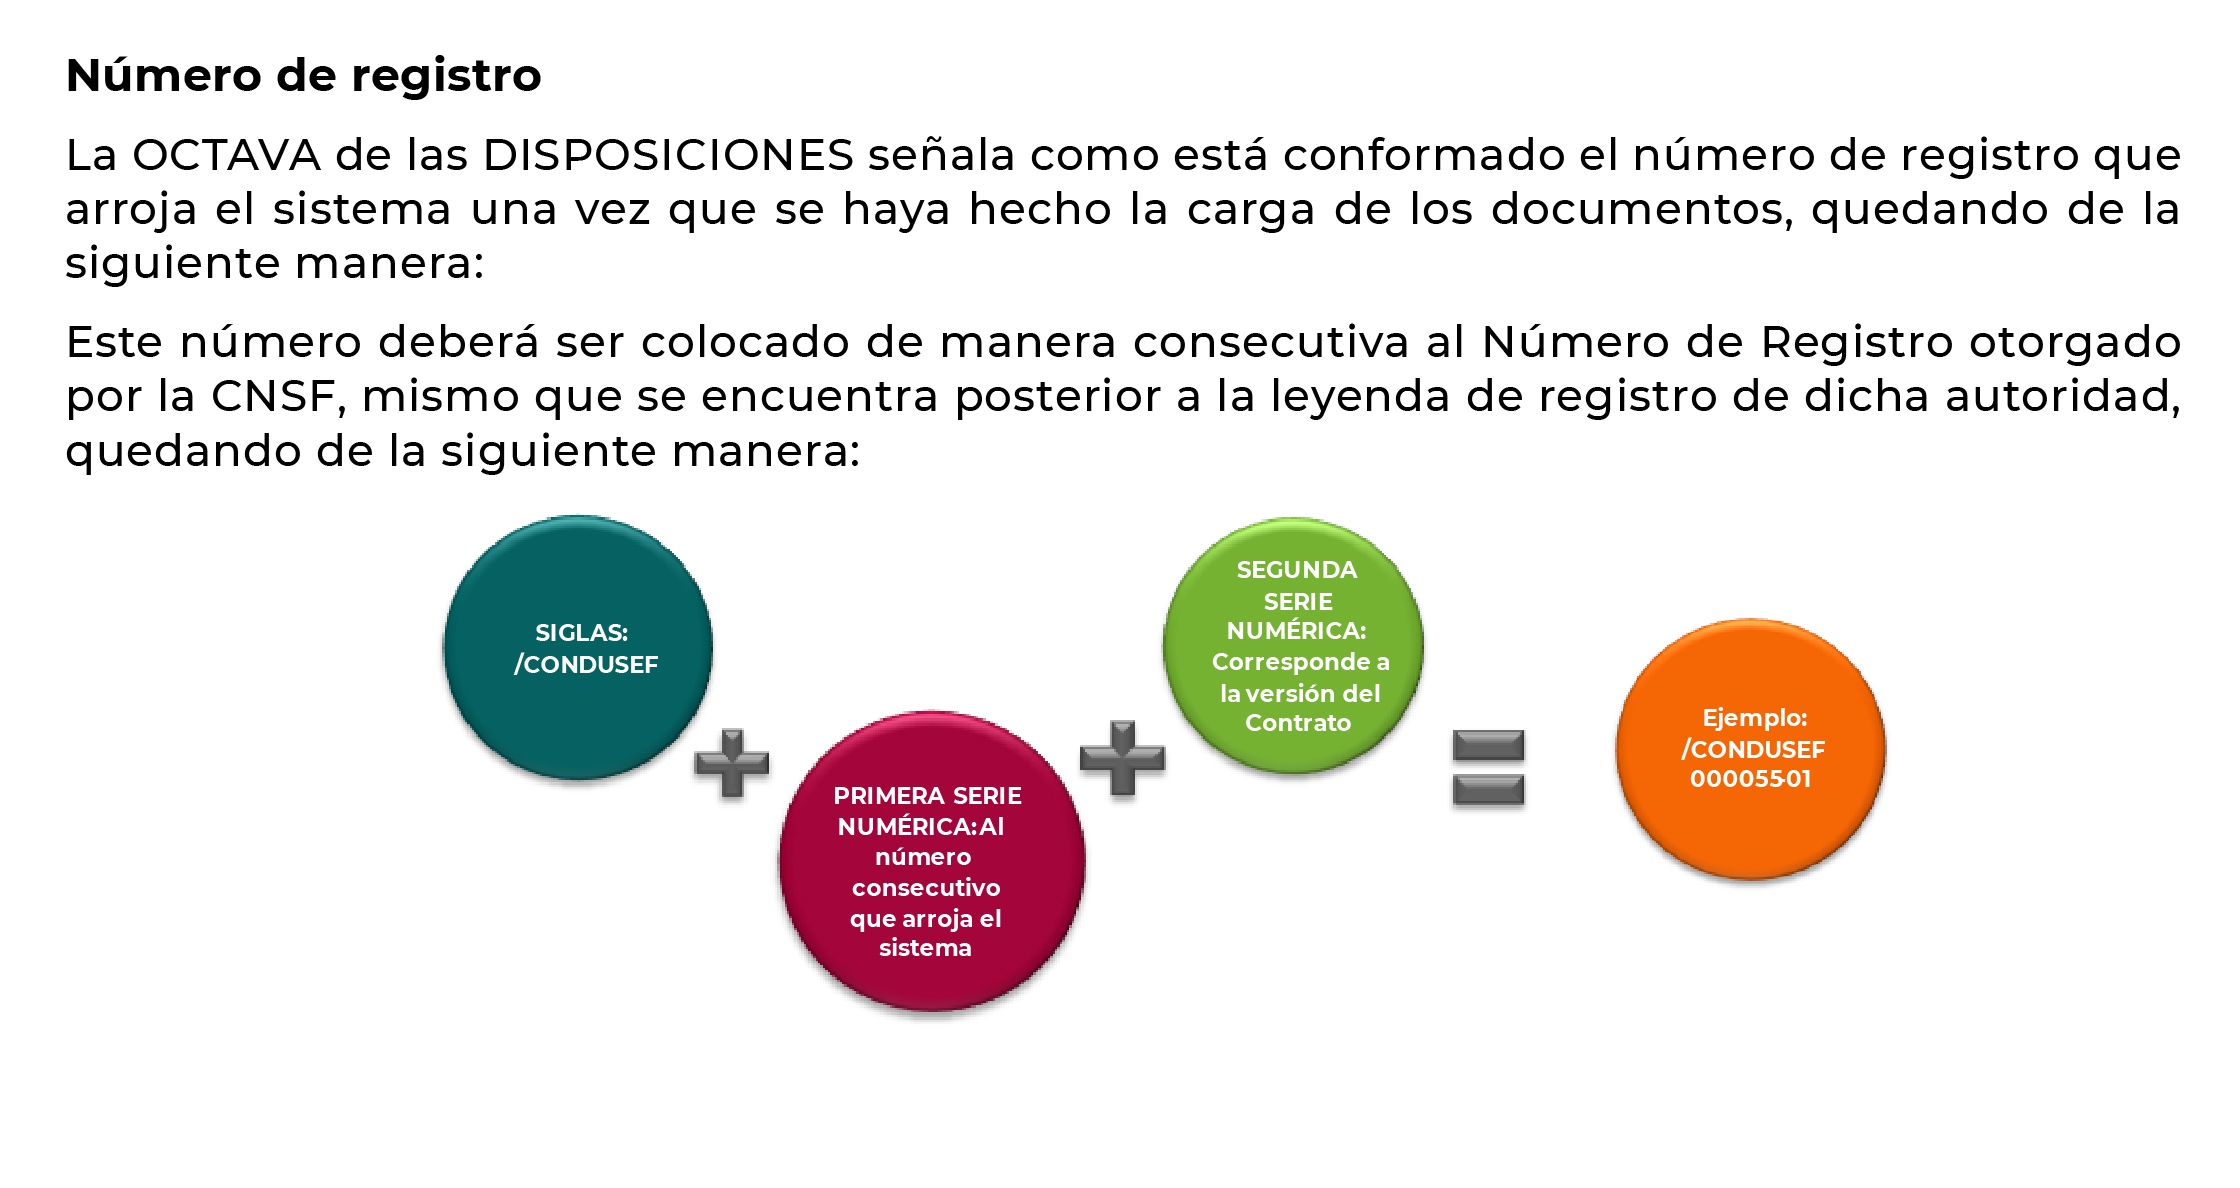 Número de registro
La OCTAVA de las DISPOSICIONES señala como está conformado el número de registro que
arroja el sistema una vez que se haya hecho la carga de los documentos, quedando de la
siguiente manera:
Este número deberá ser colocado de manera consecutiva al Número de Registro otorgado
por la CNSF, mismo que se encuentra posterior a la leyenda de registro de dicha autoridad,
quedando de la siguiente manera:
SIGLAS:
/CONDUSEF
PRIMERA SERIE
NUMÉRICA:Al
número
consecutivo
que arroja el
sistema
SEGUNDA
SERIE
NUMÉRICA:
Corresponde a
la versión del
Contrato
Ejemplo:
/CONDUSEF
000055-01